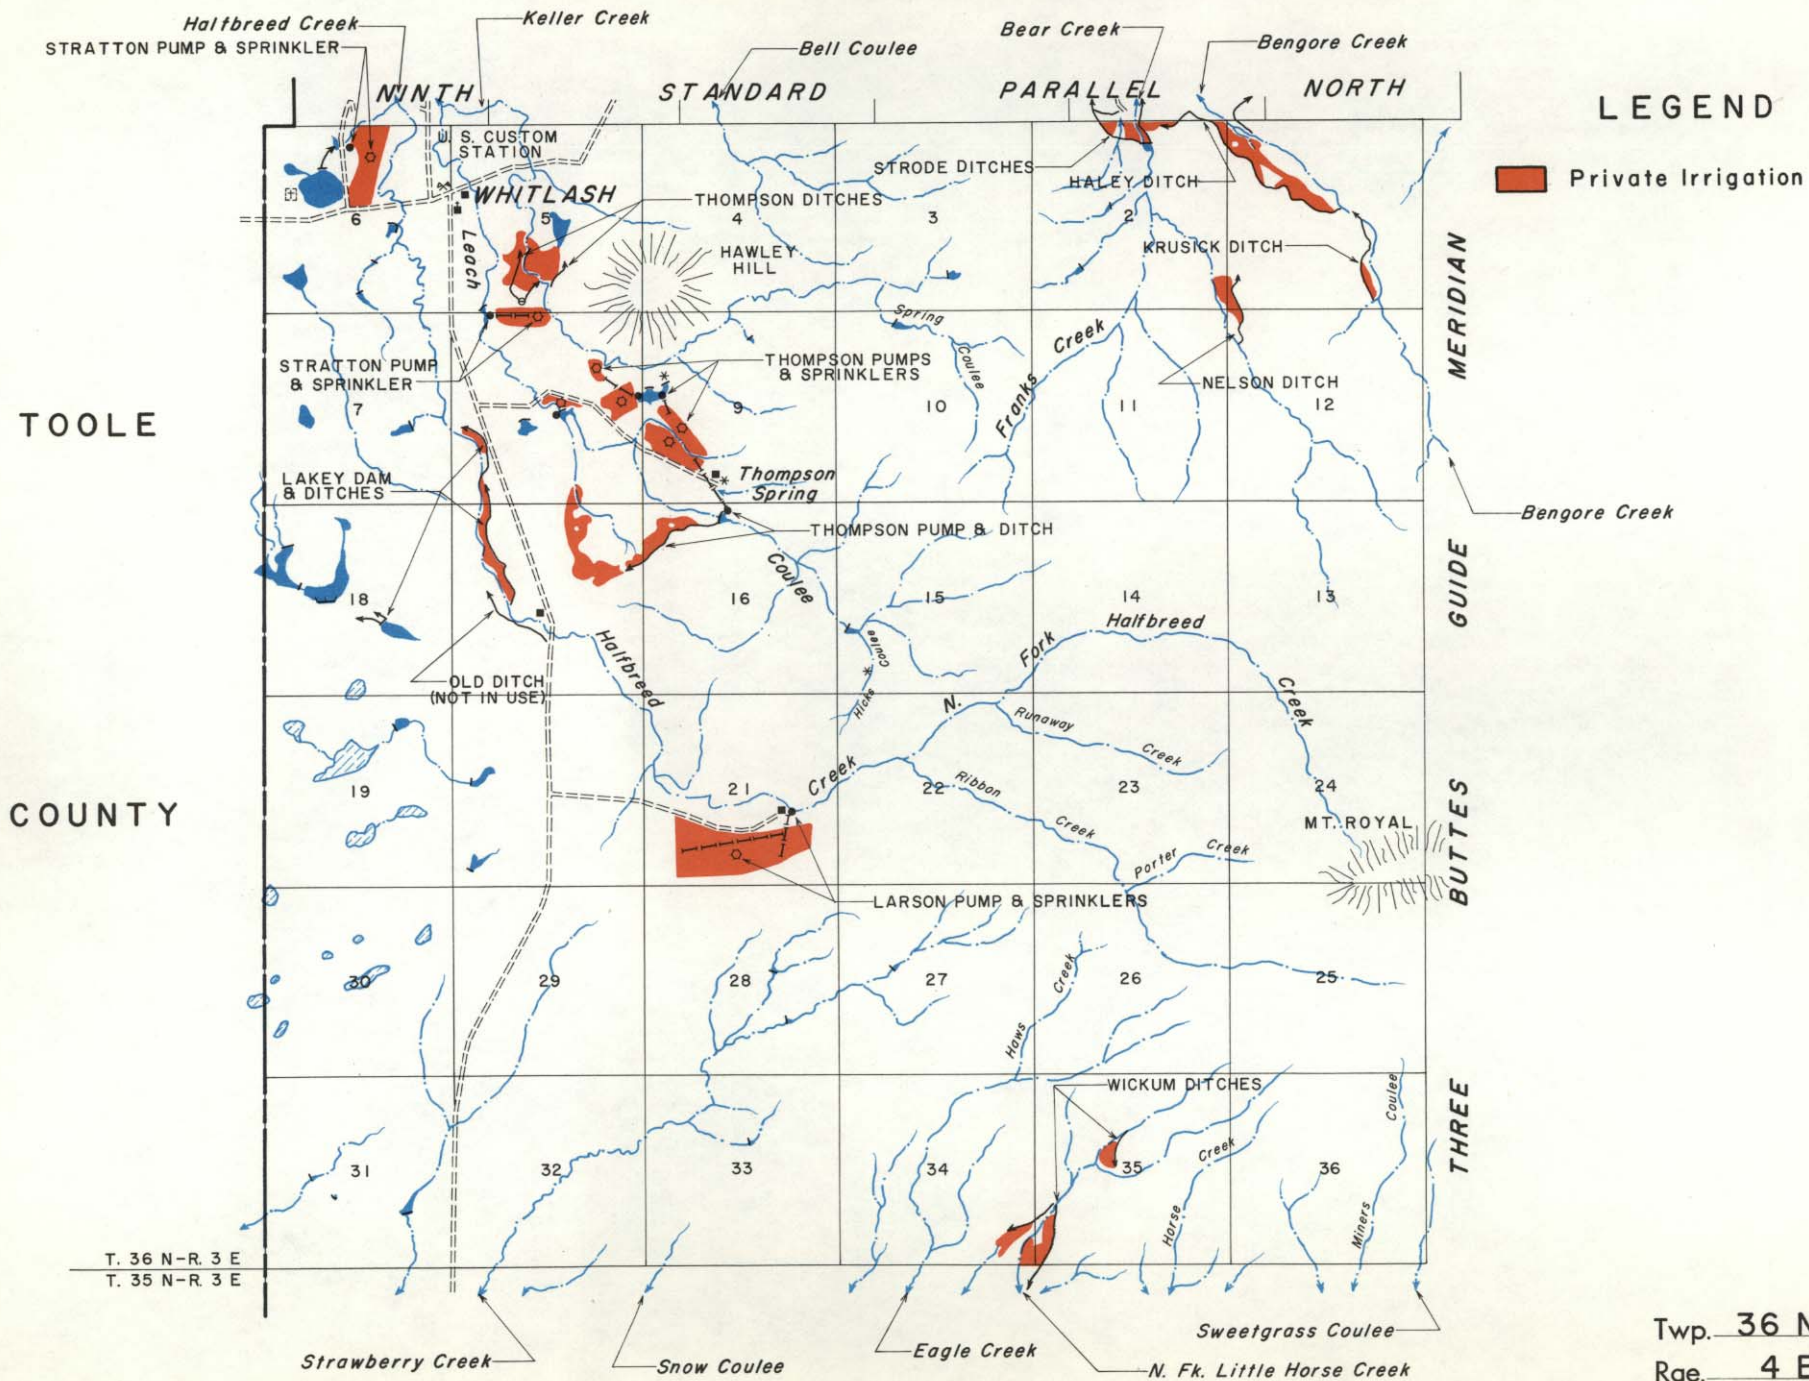 Halfbreed Creek
Keller Creek
STRATTON PUMP & SPRINKLER
Bell Coulee
Bear Creek
Bengore Creek
NINTH STANDARD PARALLEL NORTH
LEGEND
Private Irrigation
U. S. CUSTOM
STATION
WHITLASH
STRODE DITCHES
HALEY DITCH
THOMPSON DITCHES
6
5
4
3
2
Leach
HAWLEY
HILL
KRUSICK DITCH
MERIDIAN
Spring
Coulee
Franks Creek
STRATTON PUMP
& SPRINKLER
THOMPSON PUMPS
& SPRINKLERS
NELSON DITCH
7
9
10
11
12
TOOLE
LAKEY DAM
& DITCHES
Thompson
Spring
THOMPSON PUMP & DITCH
Bengore Creek
Coulee
GUIDE
18
16
15
14
13
Halfbreed
N. Fork Halfbreed Creek
Coulee
Hicks
OLD DITCH
(NOT IN USE)
Runaway Creek
19
21
Creek
22
23
24
Ribbon Creek
COUNTY
MT. ROYAL
Porter Creek
BUTTES
LARSON PUMP & SPRINKLERS
30
29
28
27
26
25
Haws Creek
WICKUM DITCHES
Coulee
THREE
31
32
33
34
35
36
Creek
Horse
Miners
T. 36 N-R. 3 E
T. 35 N-R. 3 E
Strawberry Creek
Snow Coulee
Eagle Creek
N. Fk. Little Horse Creek
Sweetgrass Coulee
Twp. 36 N
Rge. 4 E